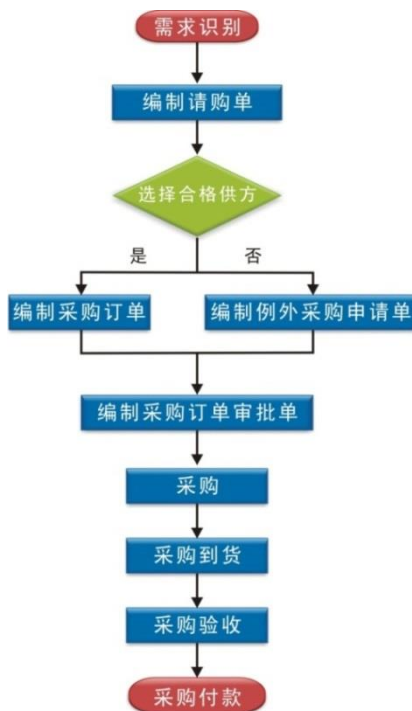 需求识别
编制请购单
选择合格供方
是
否
编制采购订单
编制例外采购申请单
编制采购订单审批单
采购
采购到货
采购验收
采购付款